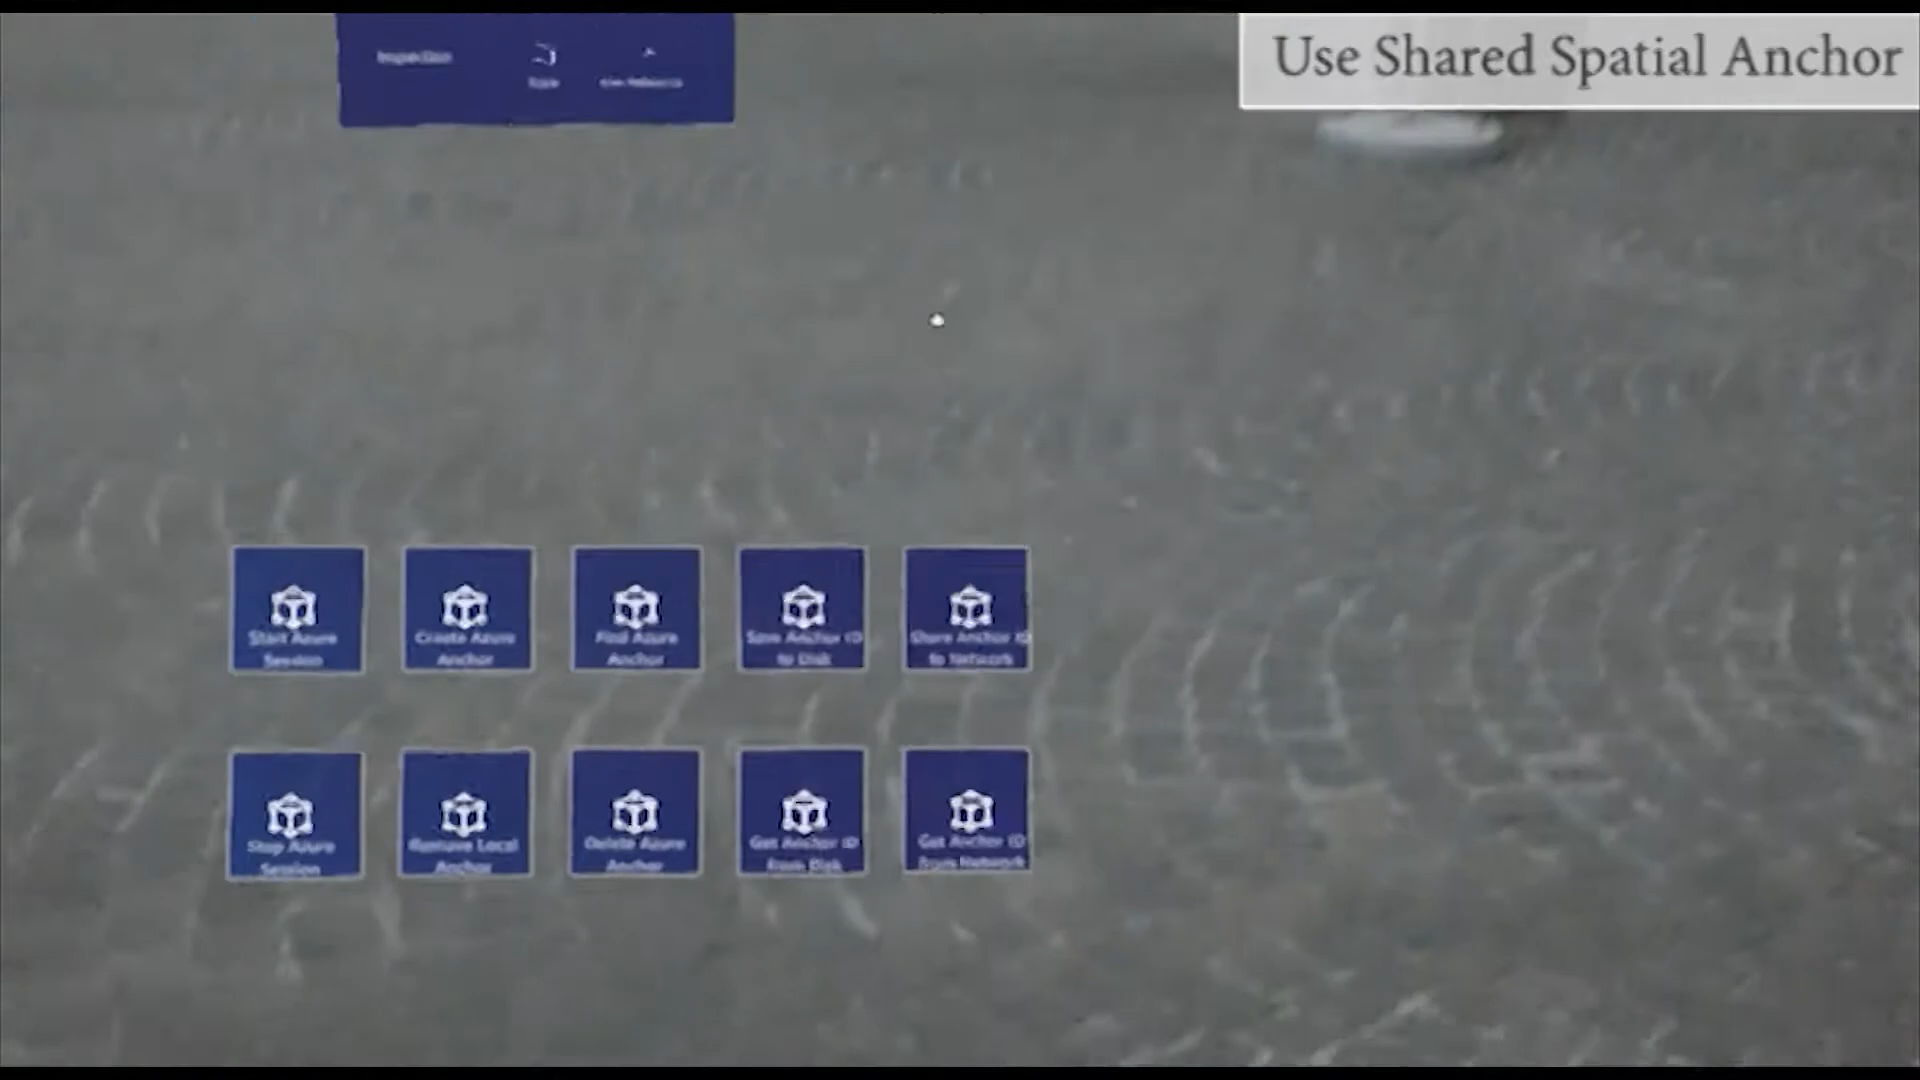 Use Shared Spatial Anchor
Inspection
Start Azure
Session
Create Azure
Anchor
Find Azure
Anchor
Save Anchor ID
to Disk
Share Anchor ID
to Network
Stop Azure
Session
Remove Local
Anchor
Delete Azure
Anchor
Get Anchor ID
from Disk
Get Anchor ID
from Network